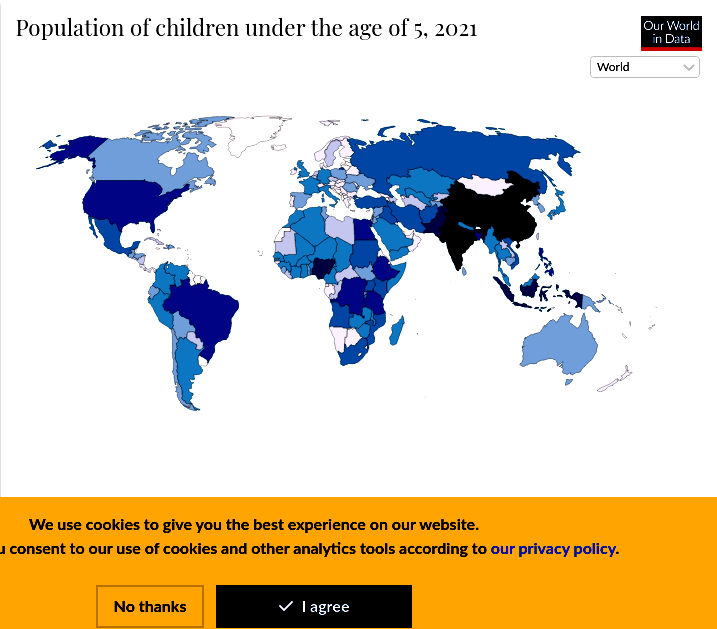 Population of children under the age of 5, 2021
Our World
in Data
World
We use cookies to give you the best experience on our website.
consent to our use of cookies and other analytics tools according to our privacy policy.
No thanks
I agree